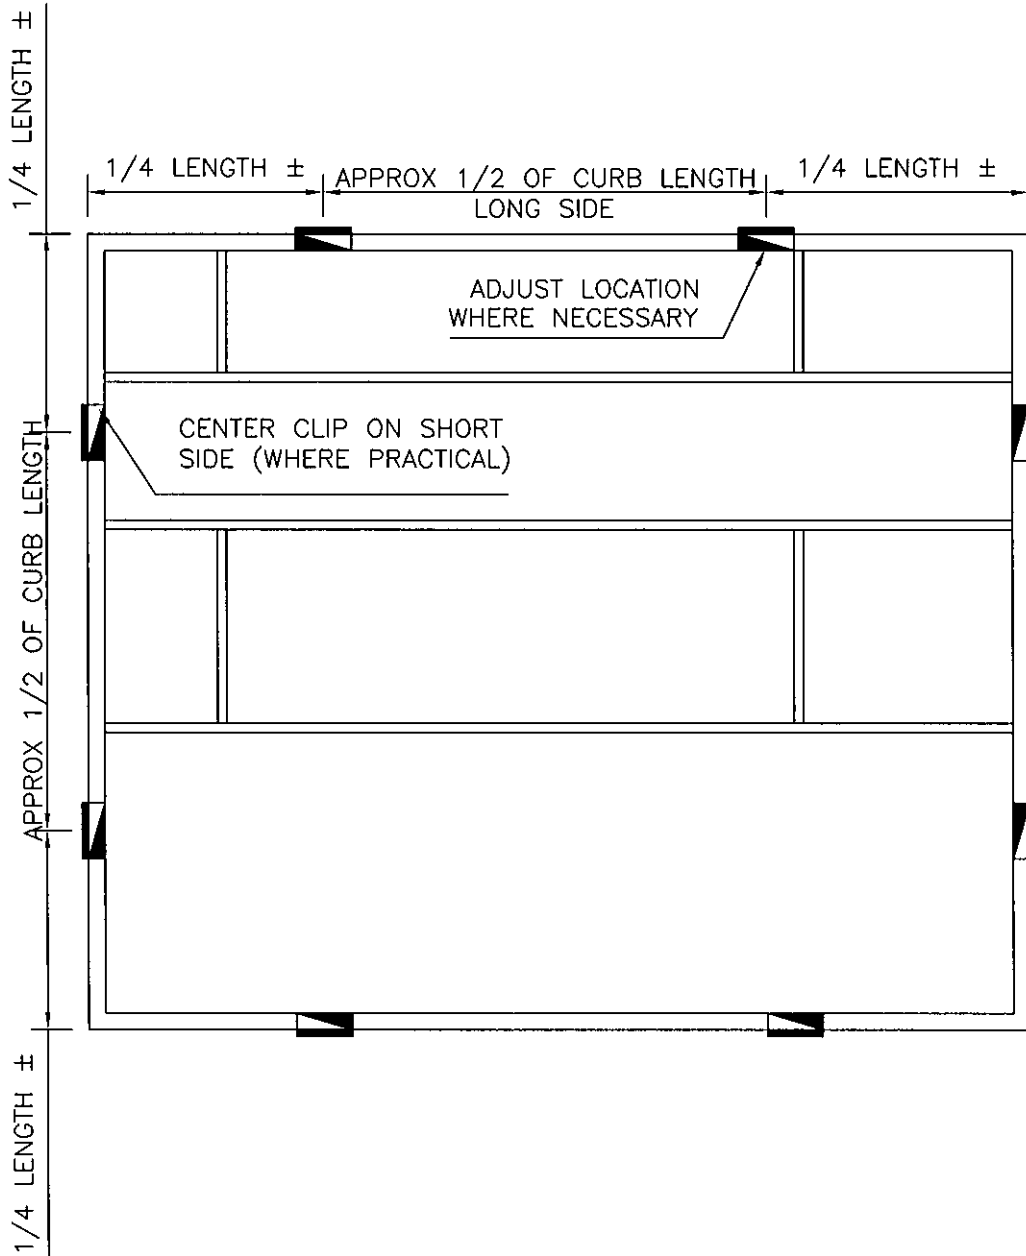 1/4 LENGTH ±
1/4 LENGTH ±
APPROX 1/2 OF CURB LENGTH
LONG SIDE
1/4 LENGTH ±
ADJUST LOCATION
WHERE NECESSARY
CENTER CLIP ON SHORT
SIDE (WHERE PRACTICAL)
APPROX 1/2 OF CURB LENGTH
1/4 LENGTH ±